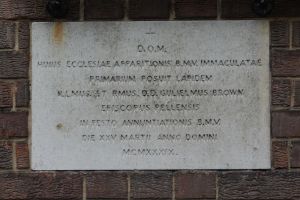 D.O.M.
HUIUS ECCLESIAE APPARITIONIS B.M.V. IMMACULATAE
PRIMARIUM POSUIT LAPIDEM
ILLMUS. ET RMUS. D.D. GULIELMUS BROWN
EPISCOPUS PELLENSIS
IN FESTO ANNUNTIATIONIS B.M.V.
DIE XXV MARTII ANNO DOMINI
MCMXXXIX.